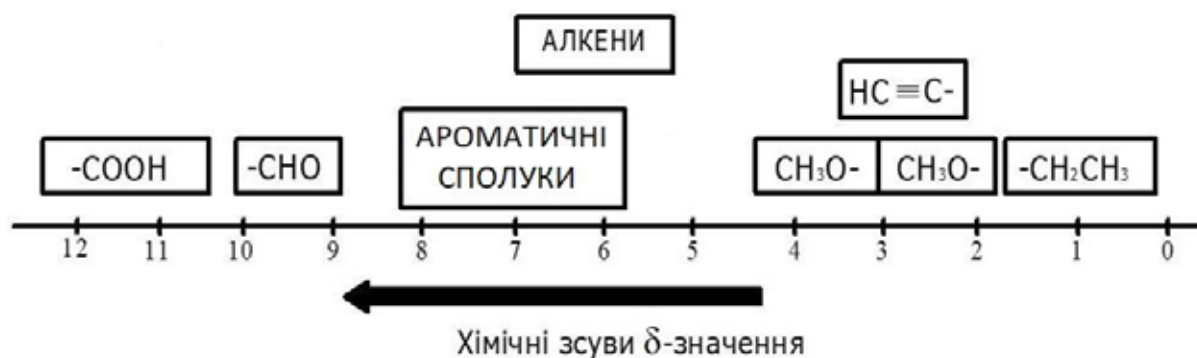 АЛКЕНИ
HC≡C-
-COOH
-CHO
АРОМАТИЧНІ
СПОЛУКИ
CH₃O-
CH₃O-
-CH₂CH₃
12 11 10 9 8 7 6 5 4 3 2 1 0
Хімічні зсуви δ-значення